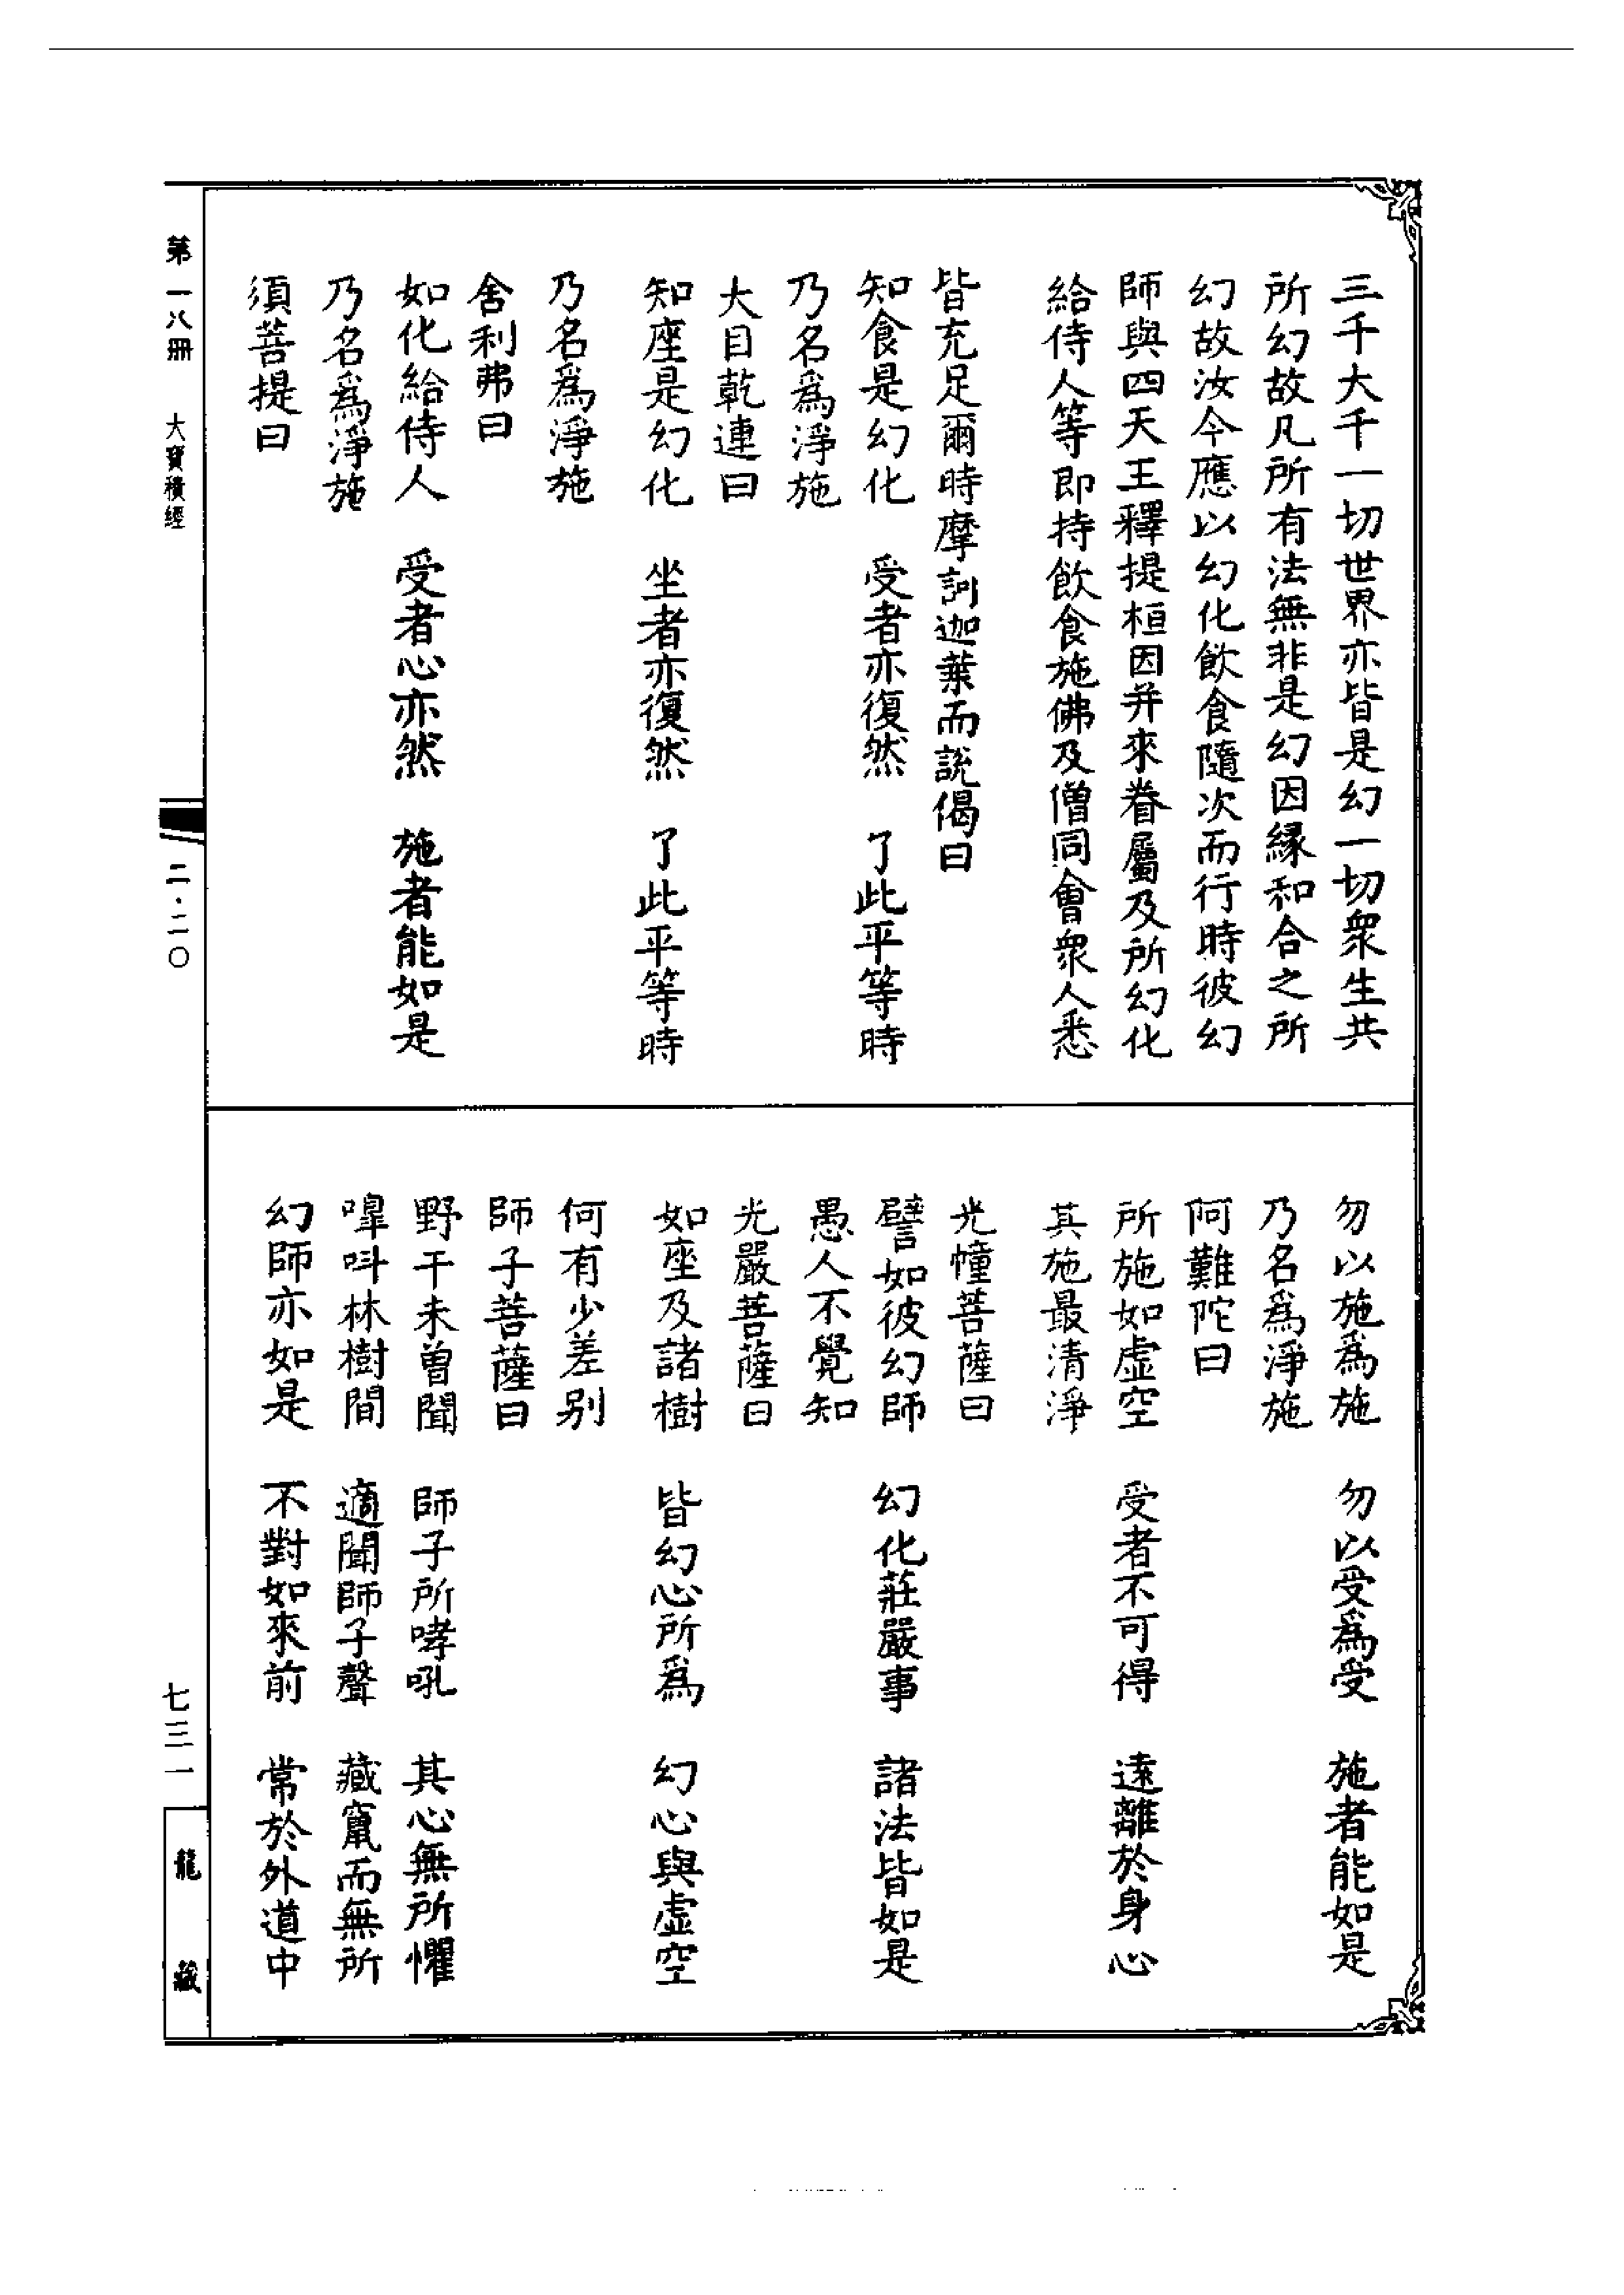 三千大千一切世界亦皆是幻一切衆生共
所幻故凡所有法無非是幻因縁和合之所
幻故汝今應以幻化飲食隨次而行時彼幻
師與四天王釋提桓因并來眷屬及所幻化
給侍人等即持飲食施佛及僧同會衆人悉
皆充足爾時摩訶迦葉而説偈曰
知食是幻化　受者亦復然　了此平等時
乃名爲淨施
大目乾連曰
知座是幻化　坐者亦復然　了此平等時
乃名爲淨施
舍利弗曰
如化給侍人　受者心亦然　施者能如是
乃名爲淨施
須菩提曰
勿以施爲施　勿以受爲受　施者能如是
乃名爲淨施
阿難陀曰
所施如虛空　受者不可得　遠離於身心
其施最清淨
光幢菩薩曰
譬如彼幻師　幻化莊嚴事　諸法皆如是
愚人不覺知
光嚴菩薩曰
如座及諸樹　皆幻心所爲　幻心與虛空
何有少差别
師子菩薩曰
野干未曾聞　師子所哮吼　其心無所懼
嘷呌林樹間　適聞師子聲　藏竄而無所
幻師亦如是　不對如來前　常於外道中
第一八册　大寶積經
二·二〇
七三一
龍藏